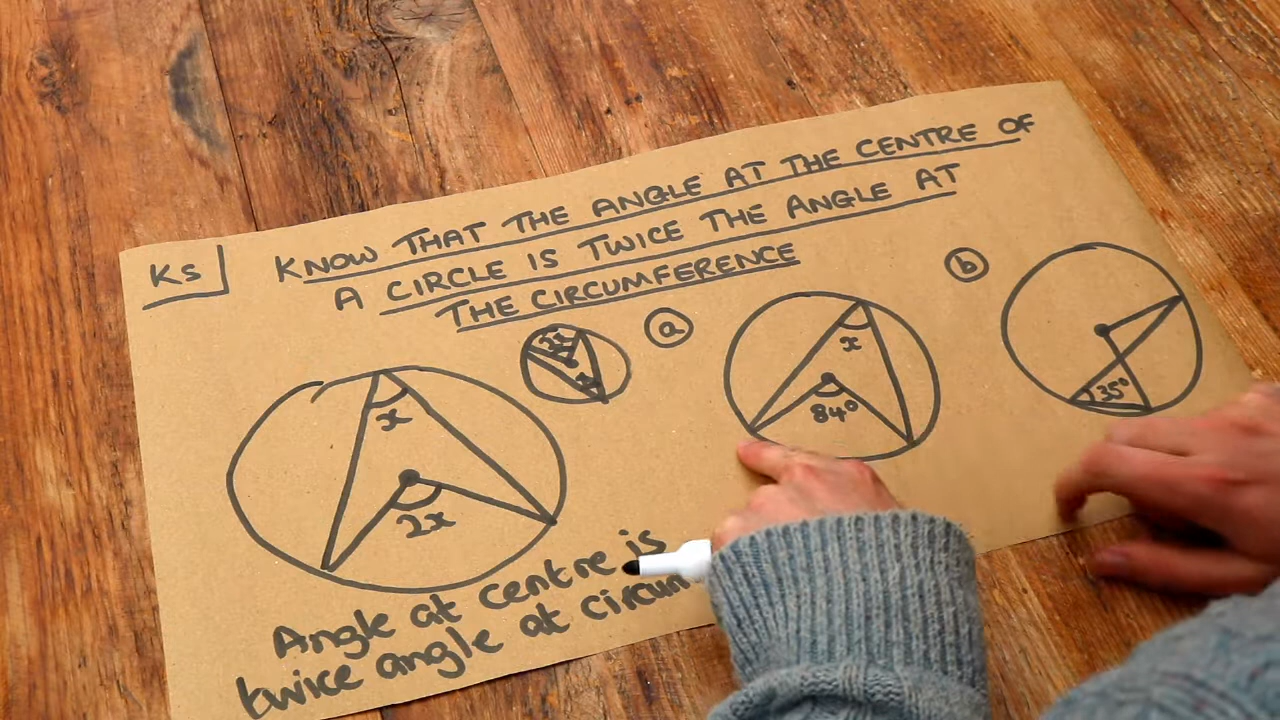 KS
KNOW THAT THE ANGLE AT THE CENTRE OF
A CIRCLE IS TWICE THE ANGLE AT
THE CIRCUMFERENCE
a
b
2x
x
x
2x
x
84°
35°
Angle at centre is
twice angle at circum